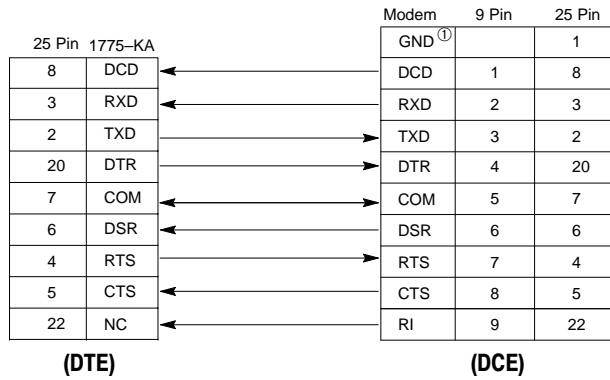 Modem 9 Pin 25 Pin
GND ① 1
25 Pin 1775–KA
8 DCD DCD 1 8
3 RXD RXD 2 3
2 TXD TXD 3 2
20 DTR DTR 4 20
7 COM COM 5 7
6 DSR DSR 6 6
4 RTS RTS 7 4
5 CTS CTS 8 5
22 NC RI 9 22
(DTE) (DCE)